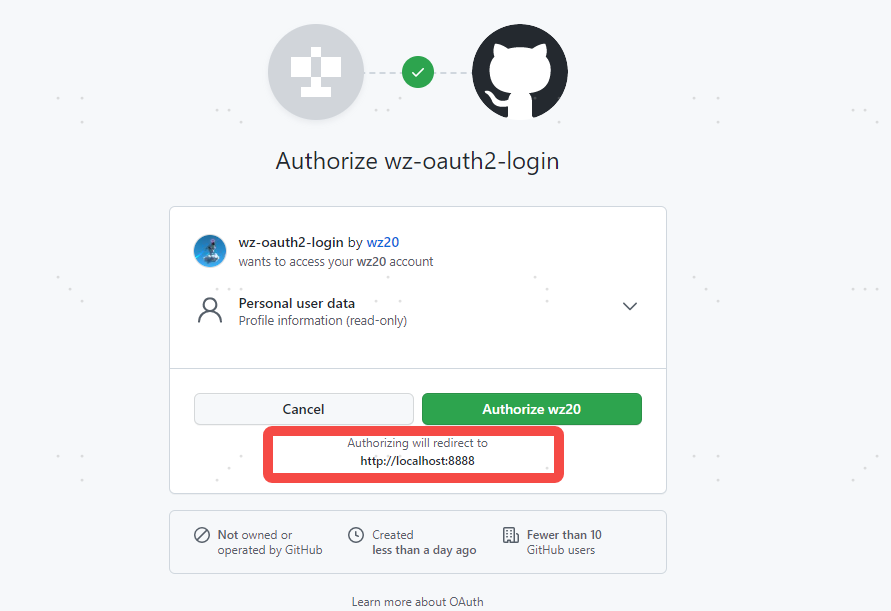 Authorize wz-oauth2-login
wz-oauth2-login by wz20
wants to access your wz20 account
Personal user data
Profile information (read-only)
Cancel
Authorize wz20
Authorizing will redirect to
http://localhost:8888
Not owned or
operated by GitHub
Created
less than a day ago
Fewer than 10
GitHub users
Learn more about OAuth